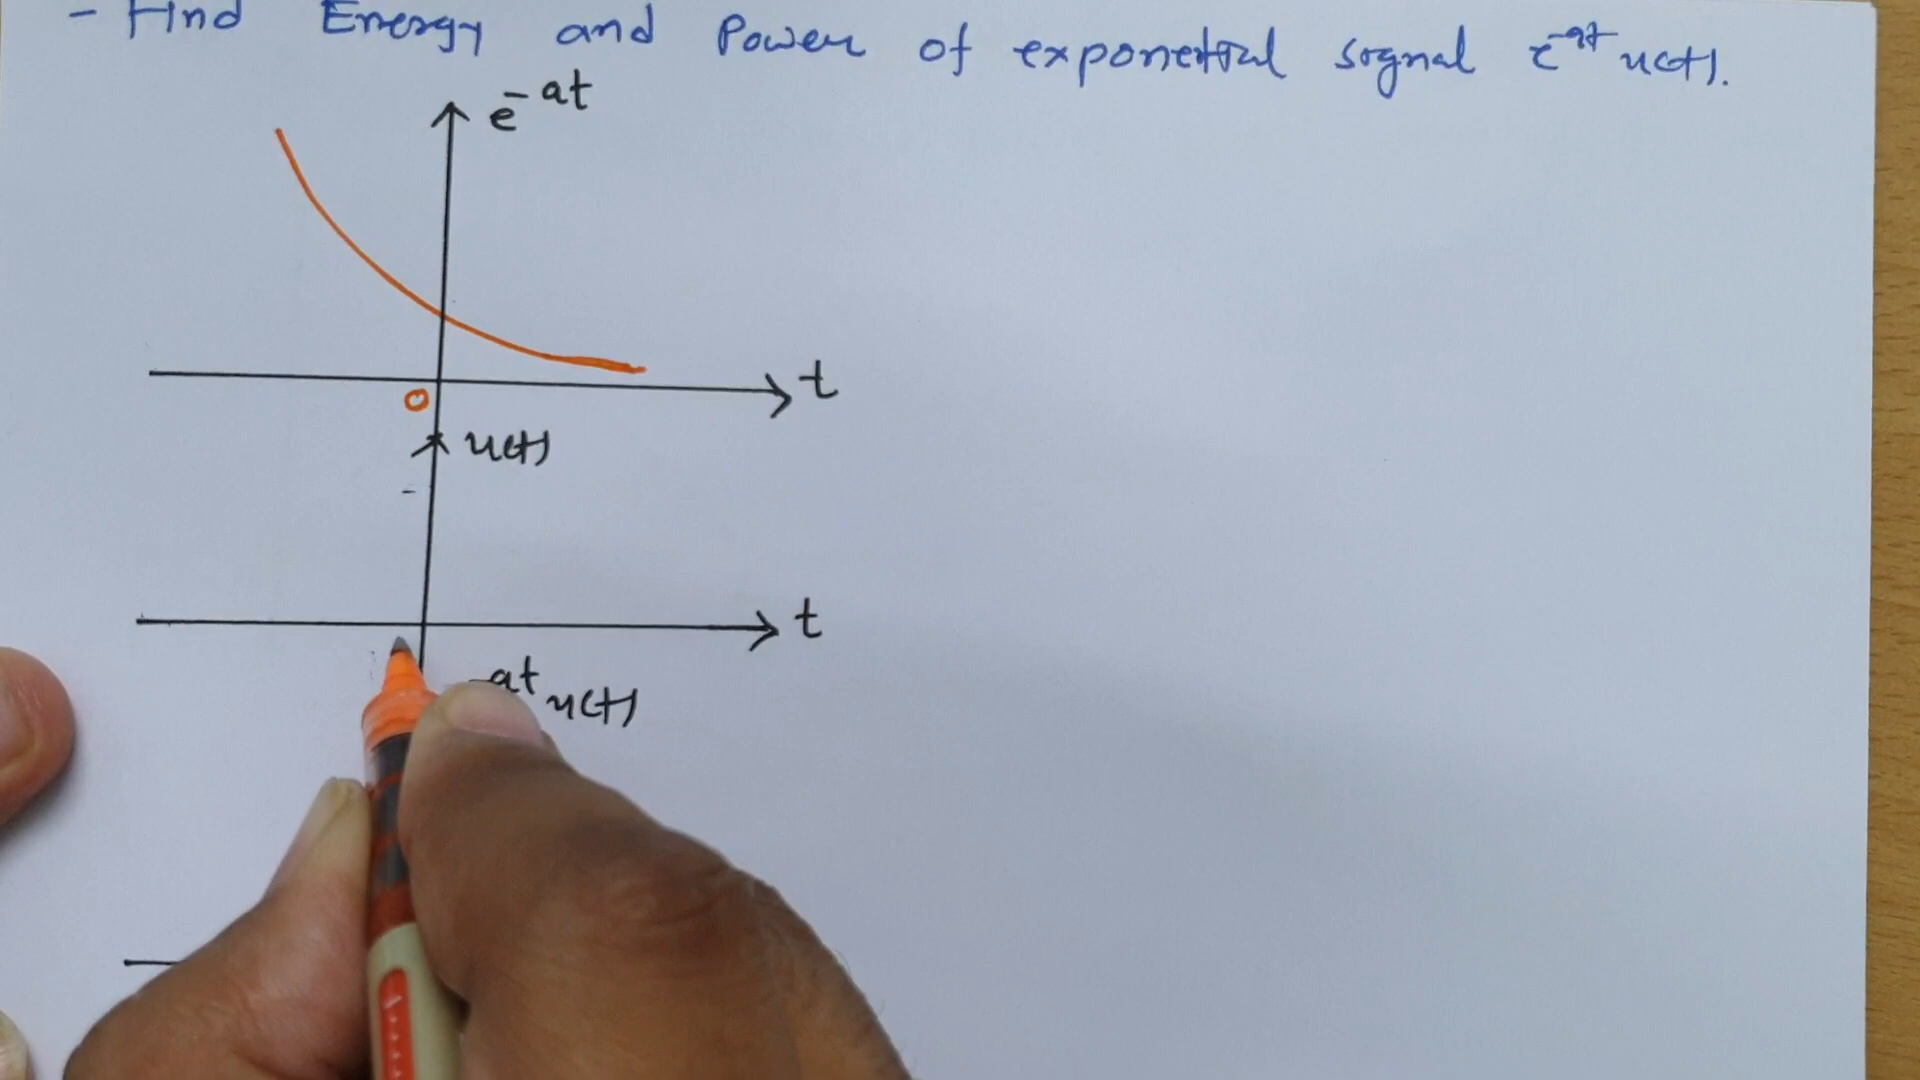 - Find Energy and Power of exponential signal e^-at u(t).
e^-at
t
0
u(t)
t
-at u(t)